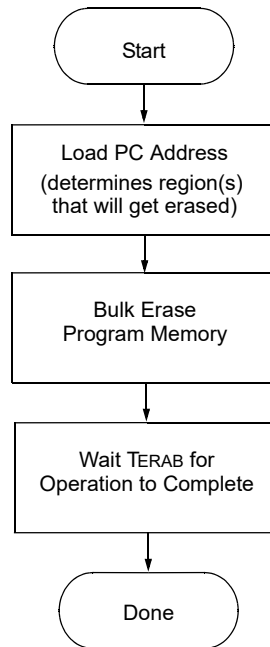 Start
Load PC Address
(determines region(s)
that will get erased)
Bulk Erase
Program Memory
Wait TERAB for
Operation to Complete
Done